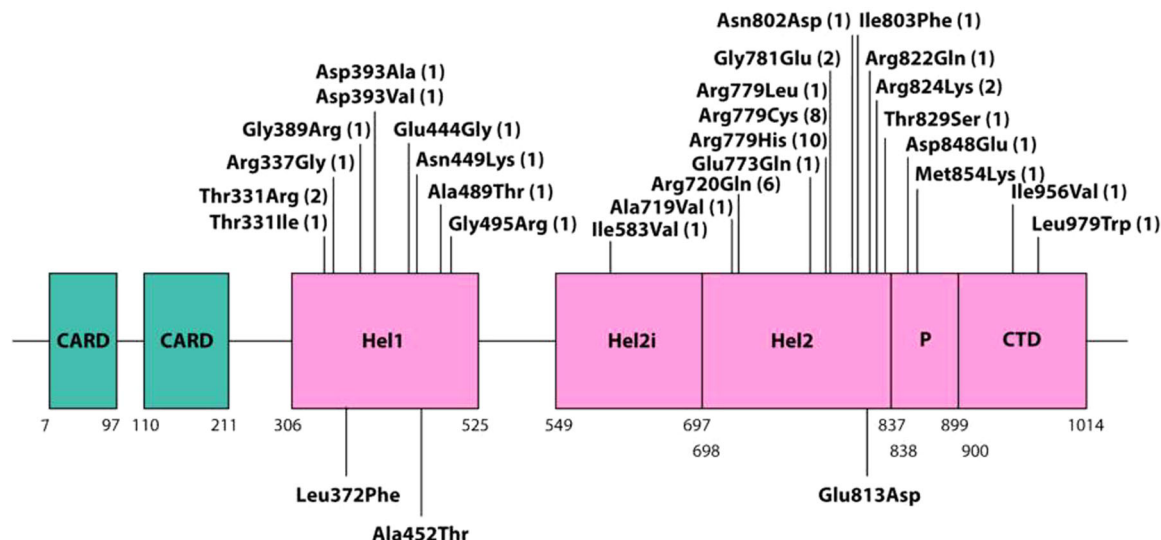 Asn802Asp (1) Ile803Phe (1)
Gly781Glu (2) Arg822Gln (1)
Asp393Ala (1)
Arg824Lys (2)
Arg779Leu (1)
Asp393Val (1)
Arg779Cys (8) Thr829Ser (1)
Gly389Arg (1) Glu444Gly (1)
Arg779His (10) Asp848Glu (1)
Arg337Gly (1) Asn449Lys (1)
Glu773Gln (1) Met854Lys (1)
Arg720Gln (6)
Thr331Arg (2) Ala489Thr (1)
Ile956Val (1)
Ala719Val (1)
Thr331Ile (1) Gly495Arg (1)
Ile583Val (1) Leu979Trp (1)
CARD CARD Hel1 Hel2i Hel2 P CTD
7 97 110 211 306 525 549 697 837 899 1014
698 838 900
Leu372Phe Glu813Asp
Ala452Thr